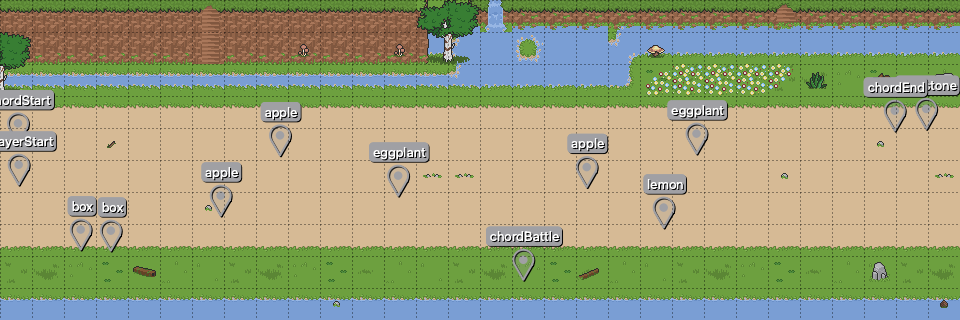 hordStart
chordEnd
tone
apple
eggplant
ayerStart
apple
eggplant
apple
lemon
box
box
chordBattle